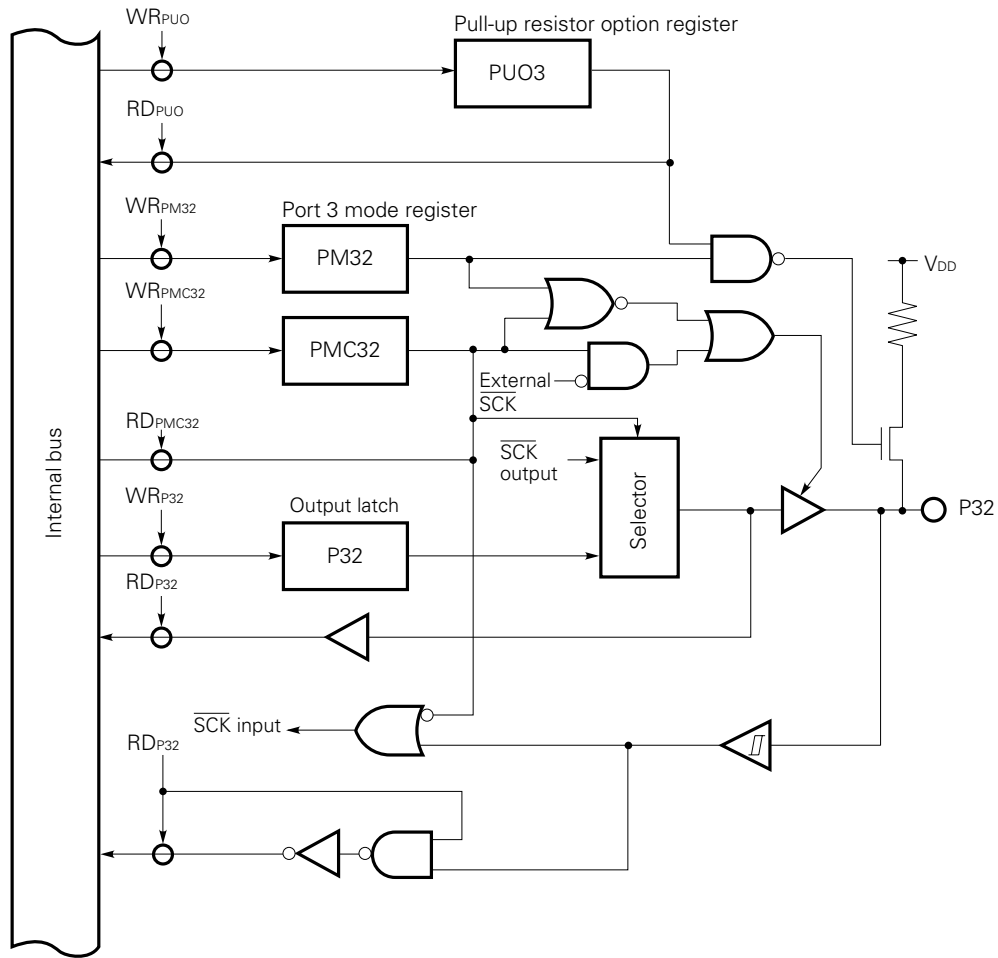 WRPUO
Pull-up resistor option register
PUO3
RDPUO
WRPM32
Port 3 mode register
PM32
VDD
WRPMC32
PMC32
External
SCK
RDPMC32
SCK
output
Internal bus
Selector
WRP32
Output latch
P32
P32
RDP32
SCK input
RDP32